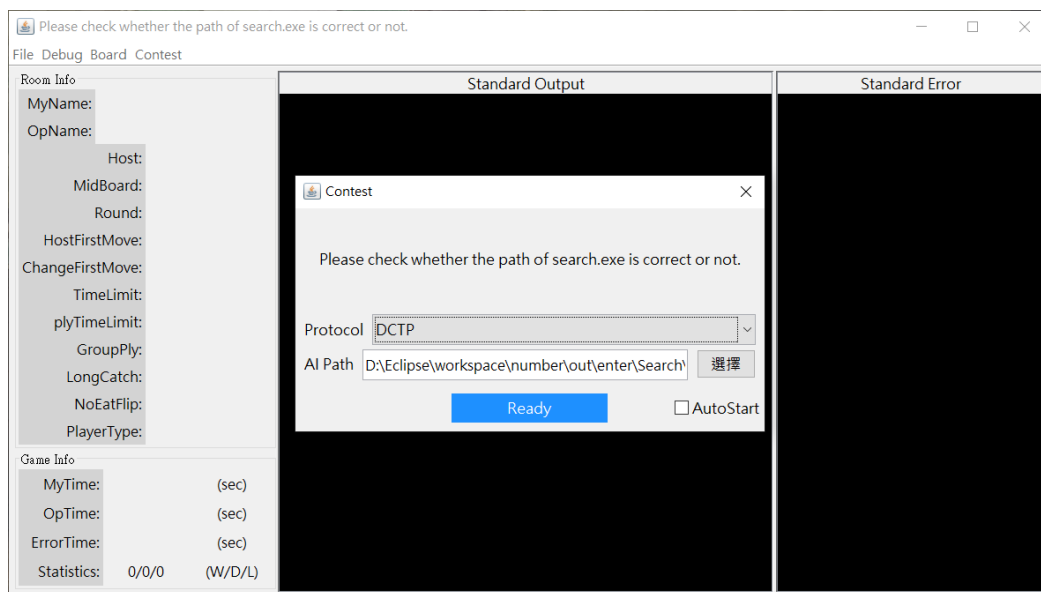 Please check whether the path of search.exe is correct or not.
File Debug Board Contest
Room Info
MyName:
OpName:
Host:
MidBoard:
Round:
HostFirstMove:
ChangeFirstMove:
TimeLimit:
plyTimeLimit:
GroupPly:
LongCatch:
NoEatFlip:
PlayerType:
Game Info
MyTime: (sec)
OpTime: (sec)
ErrorTime: (sec)
Statistics: 0/0/0 (W/D/L)
Standard Output
Standard Error
Contest
Please check whether the path of search.exe is correct or not.
Protocol DCTP
AI Path D:\Eclipse\workspace\number\out\enter\Search\ 選擇
Ready AutoStart